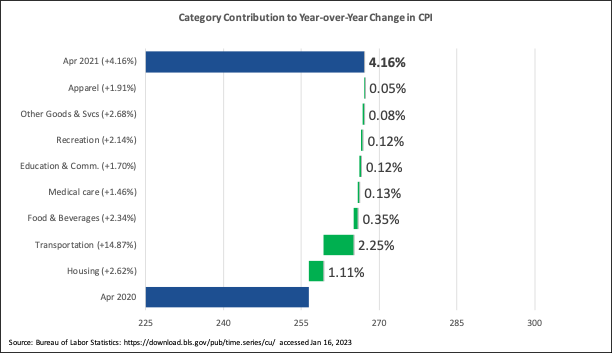 Category Contribution to Year-over-Year Change in CPI
Apr 2021 (+4.16%) 4.16%
Apparel (+1.91%) 0.05%
Other Goods & Svcs (+2.68%) 0.08%
Recreation (+2.14%) 0.12%
Education & Comm. (+1.70%) 0.12%
Medical care (+1.46%) 0.13%
Food & Beverages (+2.34%) 0.35%
Transportation (+14.87%) 2.25%
Housing (+2.62%) 1.11%
Apr 2020
225 240 255 270 285 300
Source: Bureau of Labor Statistics: https://download.bls.gov/pub/time.series/cu/ accessed Jan 16, 2023